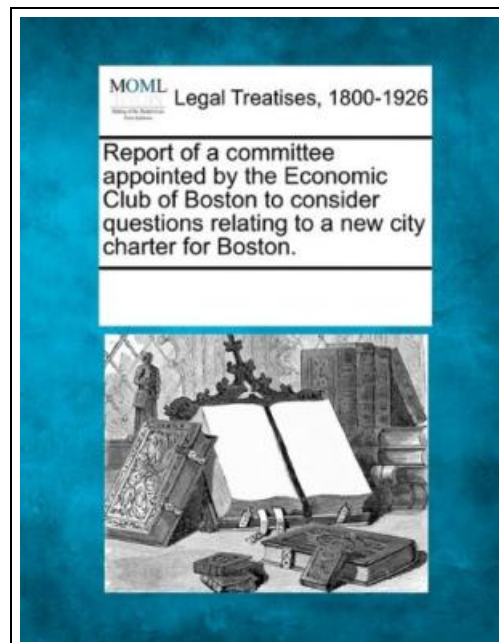 MOML
Legal Treatises, 1800-1926
Report of a committee
appointed by the Economic
Club of Boston to consider
questions relating to a new city
charter for Boston.